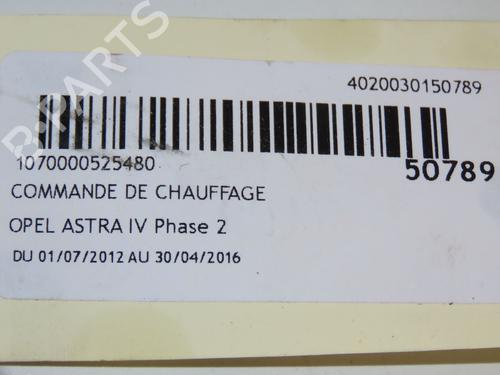 4020030150789
B-PARTS
1070000525480
50789
COMMANDE DE CHAUFFAGE
OPEL ASTRA IV Phase 2
DU 01/07/2012 AU 30/04/2016